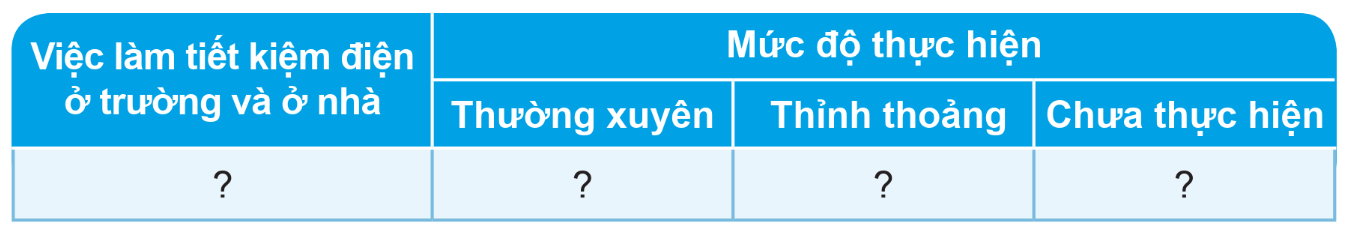 Việc làm tiết kiệm điện
ở trường và ở nhà
Mức độ thực hiện
Thường xuyên
Thỉnh thoảng
Chưa thực hiện
?
?
?
?